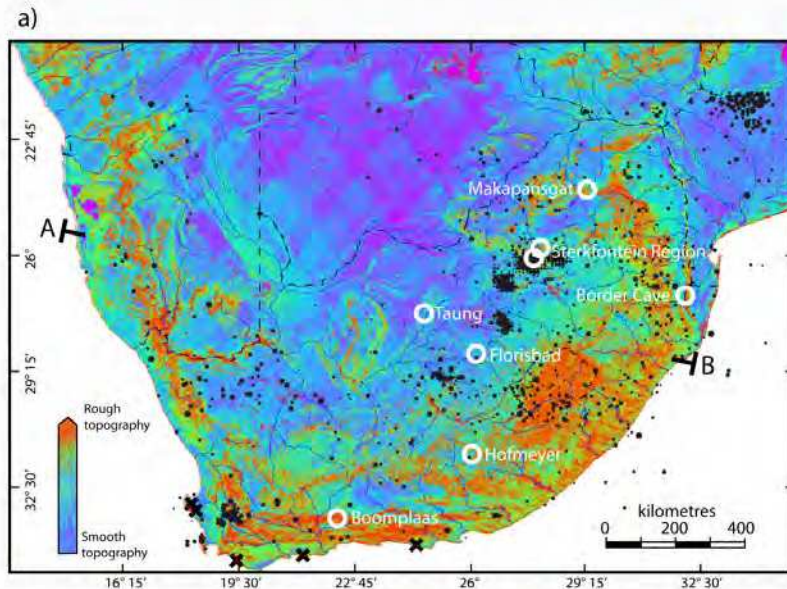 a)
22° 45'
Makapansgat
A
26°
Sterkfontein Region
Border Cave
Taung
29° 15'
Florisbad
B
Rough
topography
Hofmeyer
32° 30'
Boomplaas
kilometres
Smooth
topography
0 200 400
16° 15' 19° 30' 22° 45' 26° 29° 15' 32° 30'